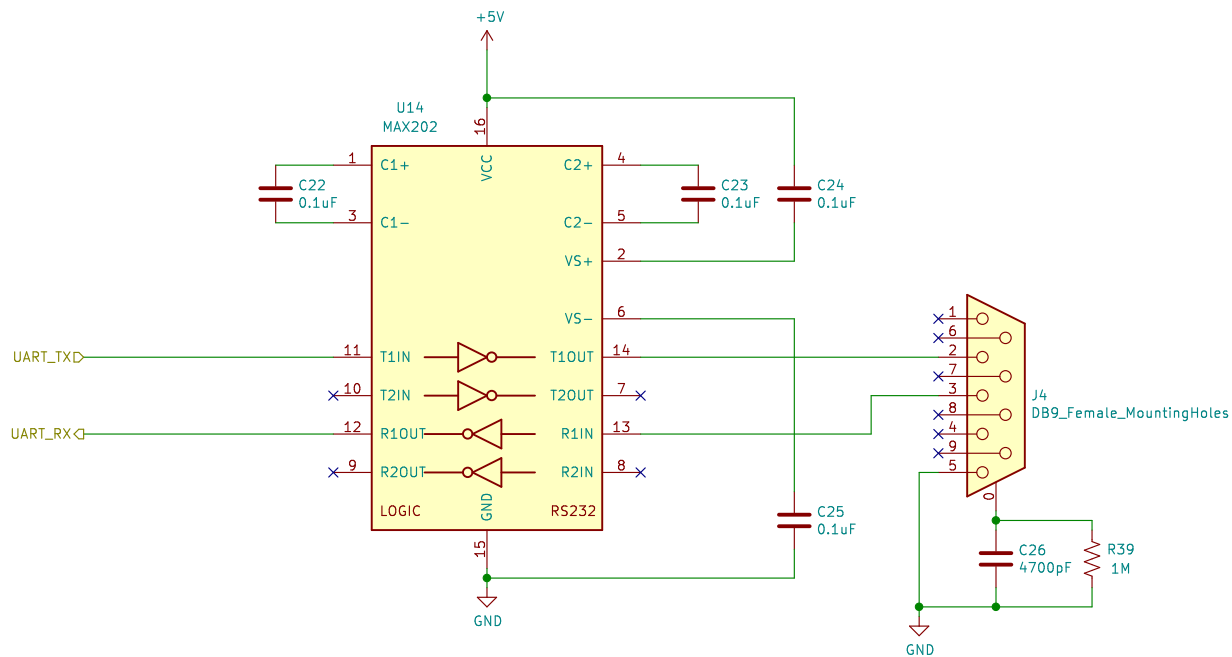 +5V
U14
MAX202
16
VCC
1
C1+
C2+
4
C22
0.1uF
C23
0.1uF
C24
0.1uF
3
C1-
C2-
5
VS+
2
VS-
6
UART_TX
11
T1IN
T1OUT
14
10
T2IN
T2OUT
7
UART_RX
12
R1OUT
R1IN
13
9
R2OUT
R2IN
8
LOGIC
GND
RS232
15
GND
C25
0.1uF
1
6
2
7
3
8
4
9
5
0
J4
DB9_Female_MountingHoles
C26
4700pF
R39
1M
GND